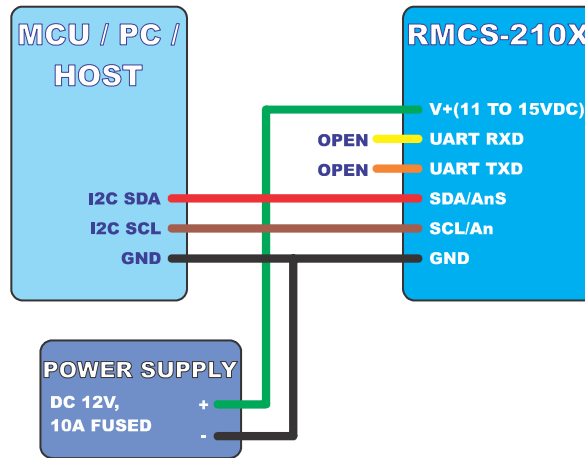 MCU / PC /
HOST
I2C SDA
I2C SCL
GND
OPEN
OPEN
RMCS-210X
V+(11 TO 15VDC)
UART RXD
UART TXD
SDA/AnS
SCL/An
GND
POWER SUPPLY
DC 12V,
10A FUSED
+
-